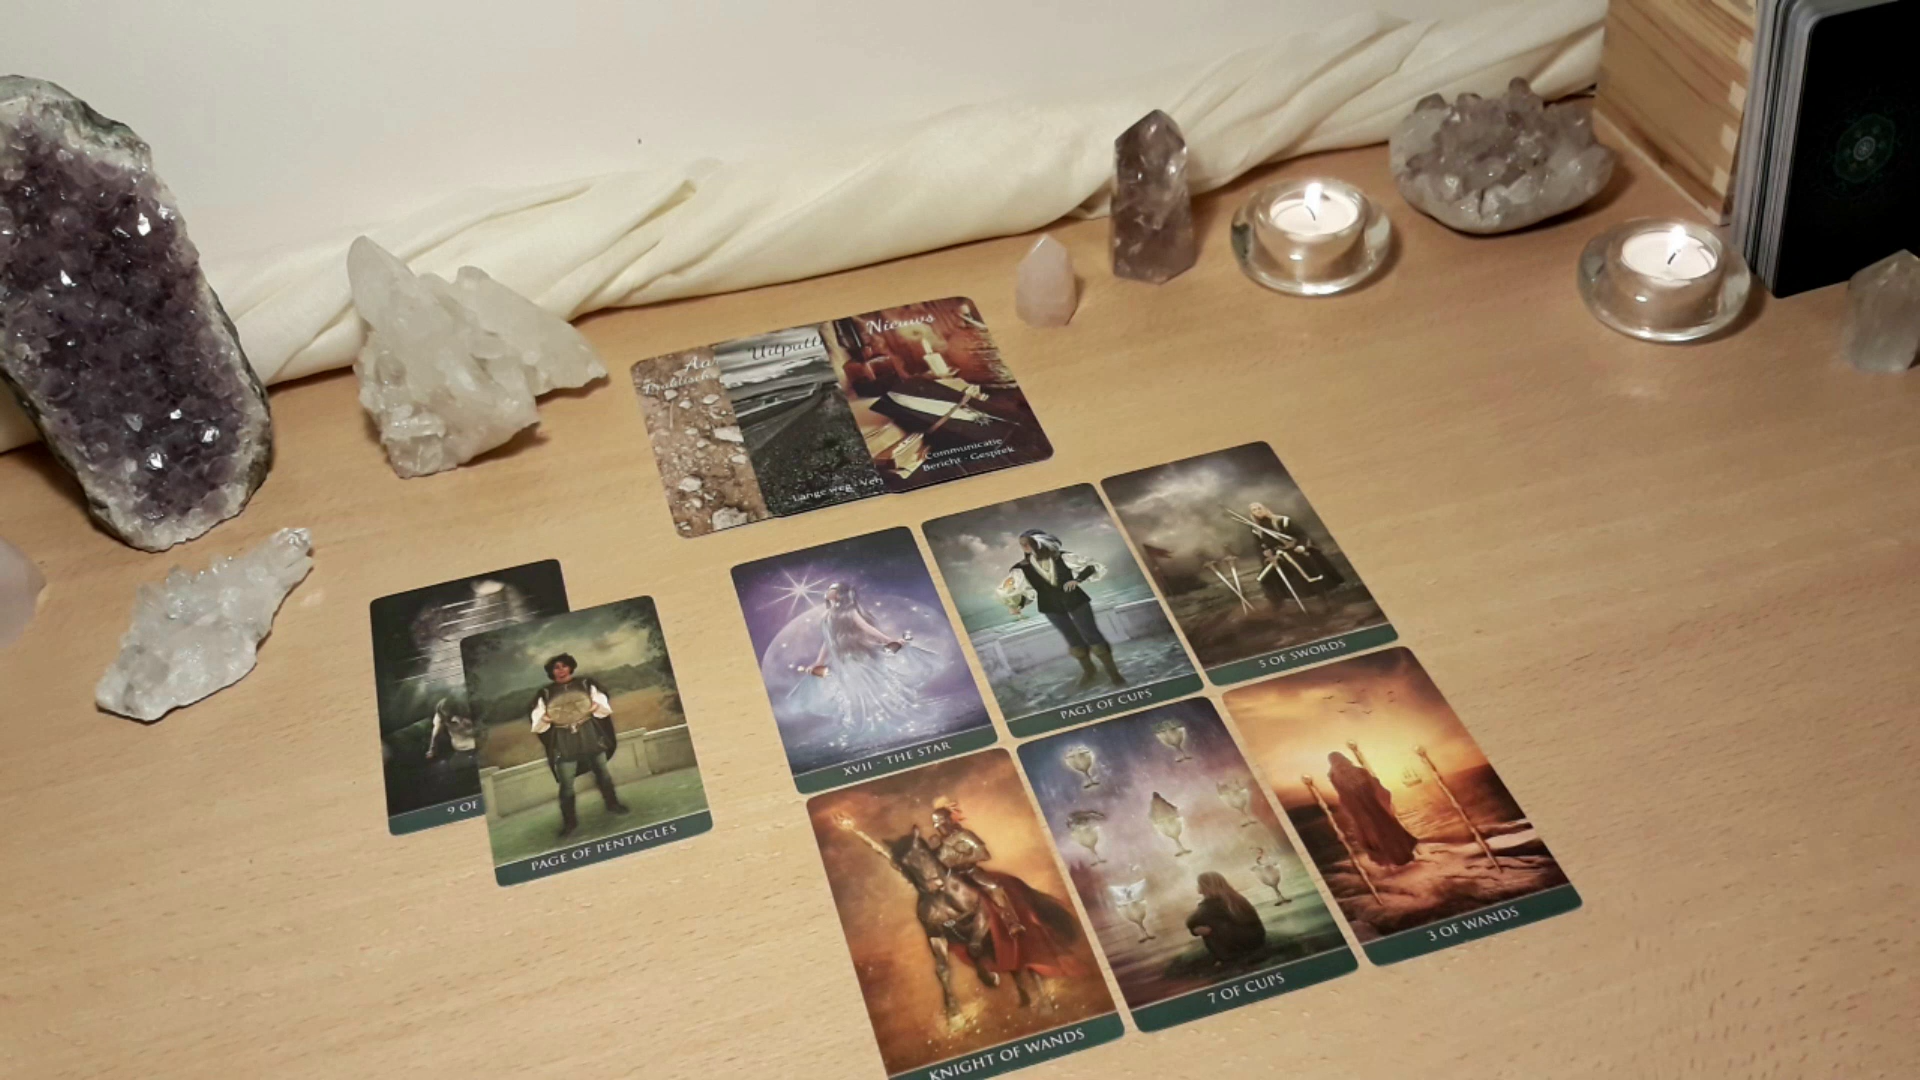 Nieuws
Communicatie
Bericht - Gesprek
Lange weg
XVII - THE STAR
PAGE OF CUPS
5 OF SWORDS
9 OF
PAGE OF PENTACLES
KNIGHT OF WANDS
7 OF CUPS
3 OF WANDS